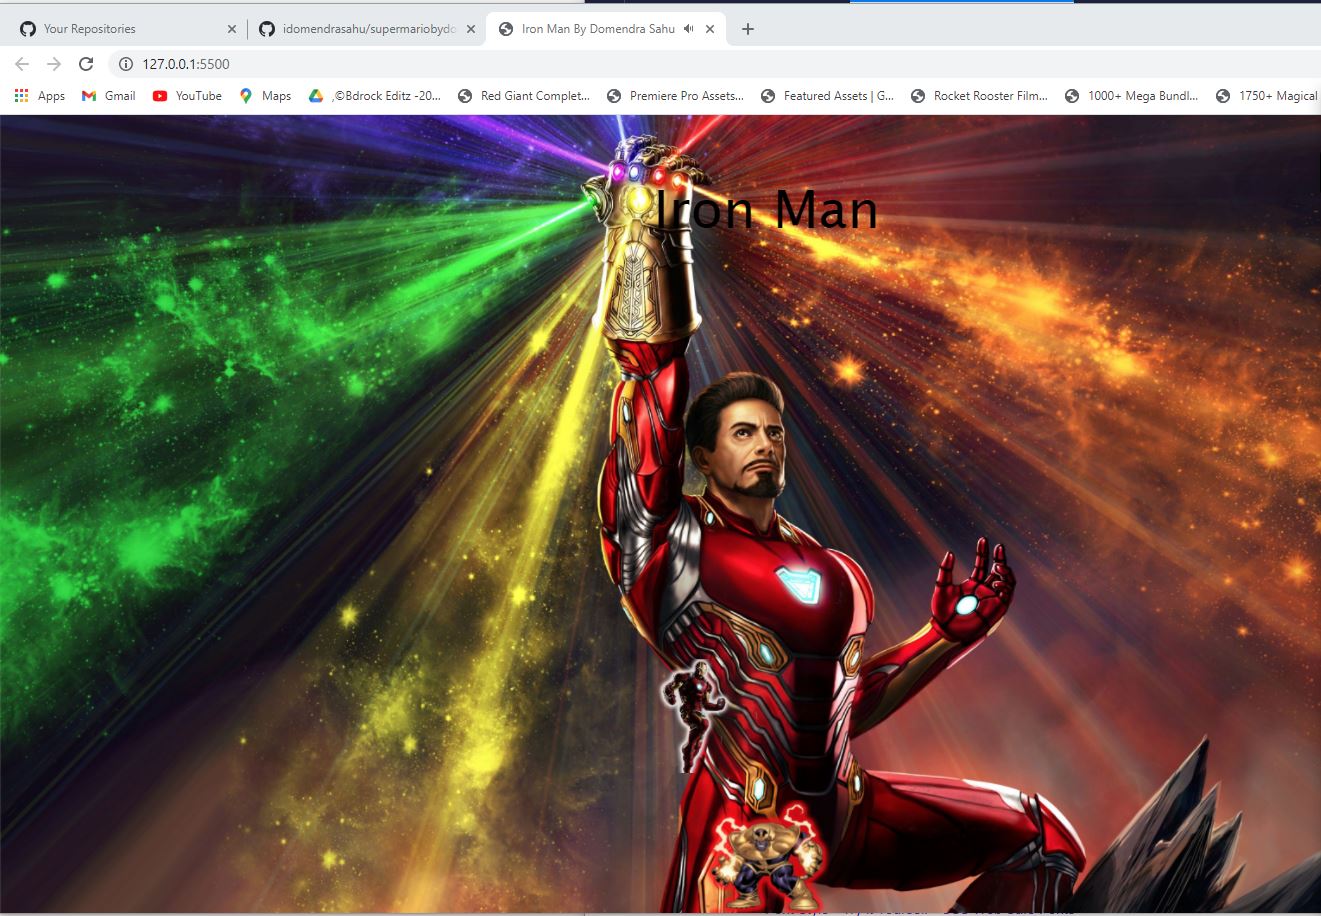 Your Repositories
idomendrasahu/supermariobydo
Iron Man By Domendra Sahu
127.0.0.1:5500
Apps Gmail YouTube Maps ,©Bdrock Editz -20... Red Giant Complet... Premiere Pro Assets... Featured Assets | G... Rocket Rooster Film... 1000+ Mega Bundl... 1750+ Magical
Iron Man